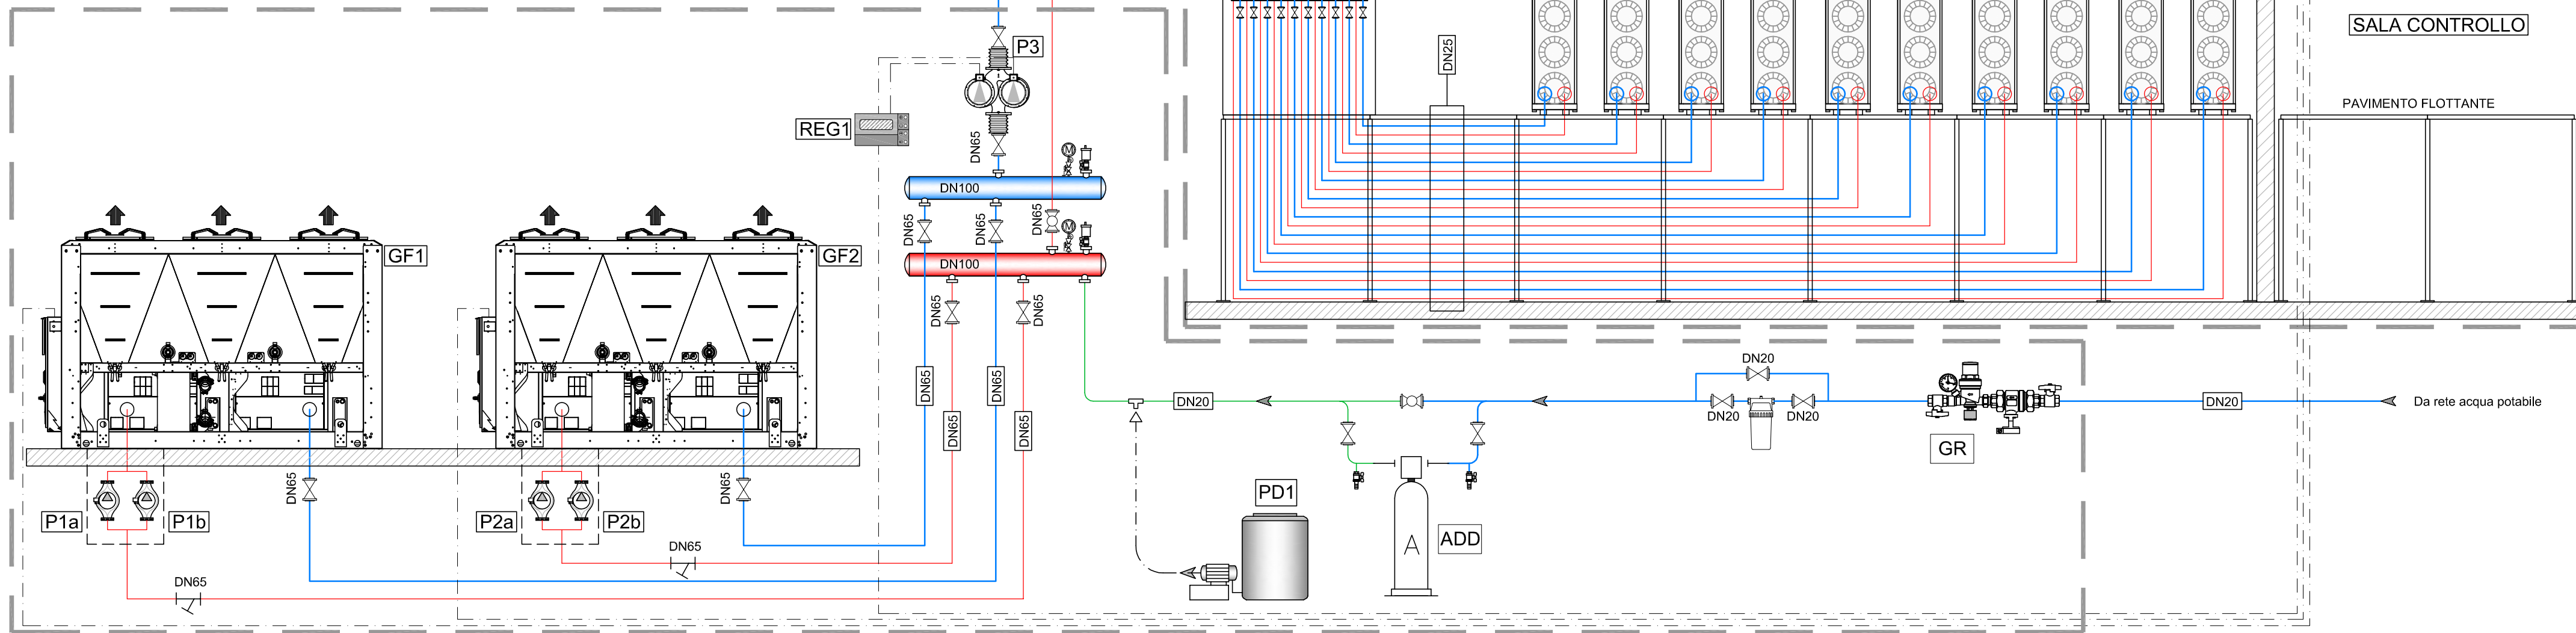 SALA CONTROLLO
P3
DN25
PAVIMENTO FLOTTANTE
REG1
DN65
M
DN100
DN65
DN65
DN65
M
GF1
GF2
DN100
DN65
DN65
DN20
DN65
DN65
DN20
DN20
DN20
DN20
Da rete acqua potabile
DN65
DN65
GR
DN65
DN65
PD1
P1a
P1b
P2a
P2b
A
ADD
DN65
DN65